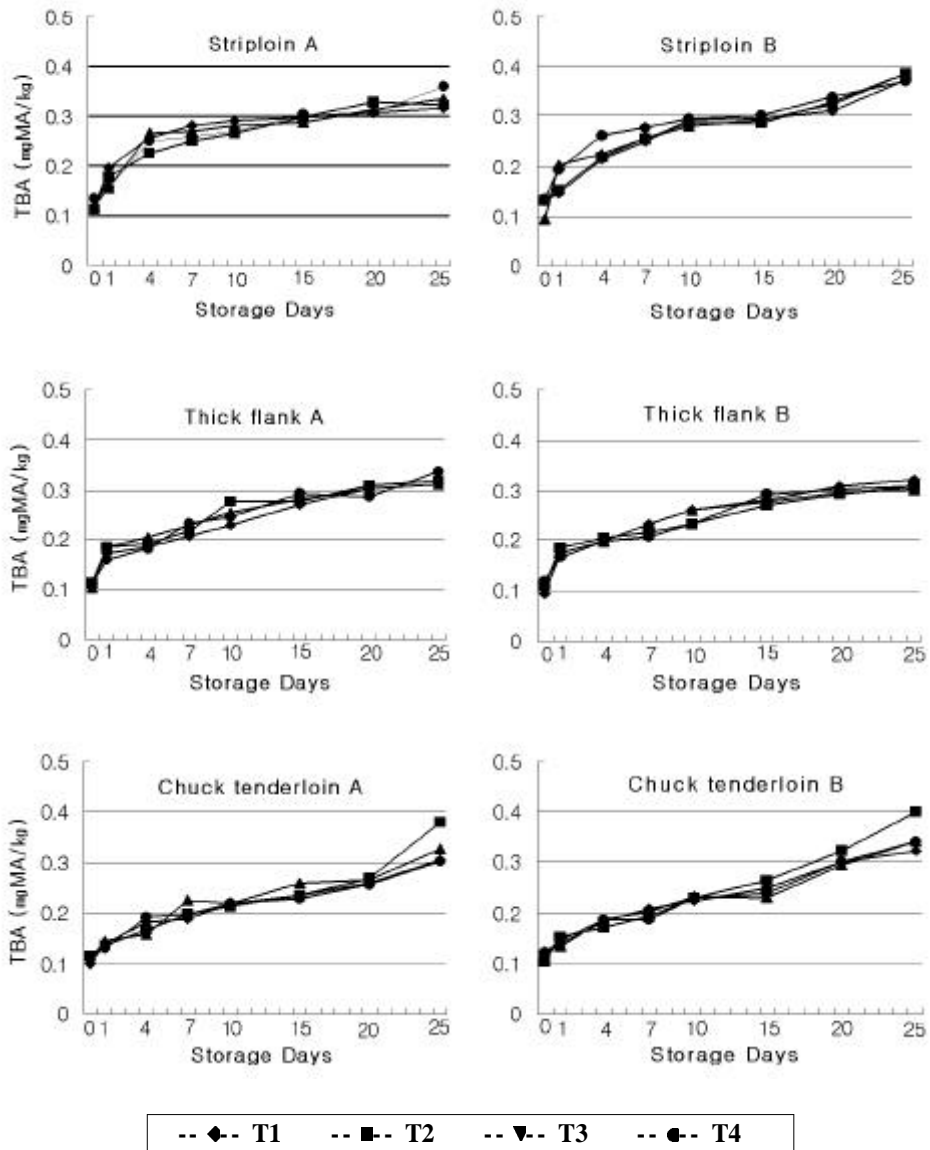 Striploin A
TBA (㎎MA/kg)
0.5
0.4
0.3
0.2
0.1
0
0 1 4 7 10 15 20 25
Storage Days
Striploin B
0.5
0.4
0.3
0.2
0.1
0
0 1 4 7 10 15 20 25
Storage Days
Thick flank A
TBA (㎎MA/kg)
0.5
0.4
0.3
0.2
0.1
0
0 1 4 7 10 15 20 25
Storage Days
Thick flank B
0.5
0.4
0.3
0.2
0.1
0
0 1 4 7 10 15 20 25
Storage Days
Chuck tenderloin A
TBA (㎎MA/kg)
0.5
0.4
0.3
0.2
0.1
0
0 1 4 7 10 15 20 25
Storage Days
Chuck tenderloin B
0.5
0.4
0.3
0.2
0.1
0
0 1 4 7 10 15 20 25
Storage Days
T1 T2 T3 T4